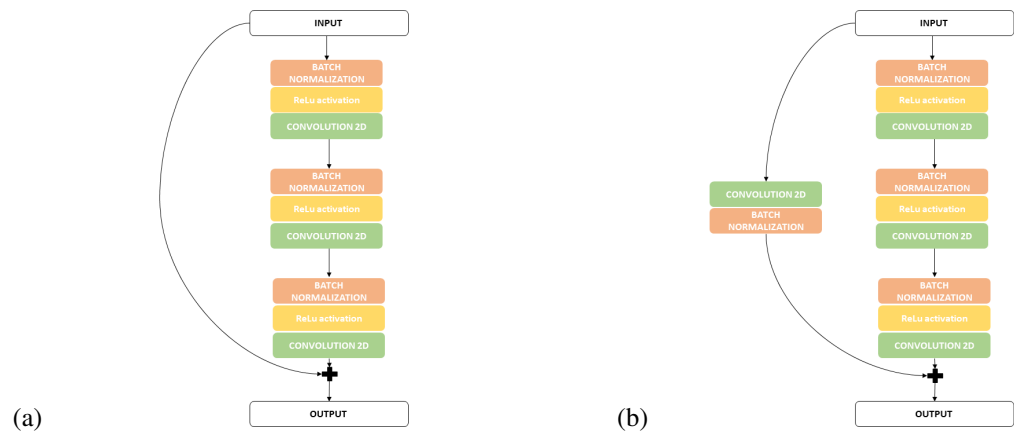 INPUT
BATCH
NORMALIZATION
ReLu activation
CONVOLUTION 2D
BATCH
NORMALIZATION
ReLu activation
CONVOLUTION 2D
BATCH
NORMALIZATION
ReLu activation
CONVOLUTION 2D
OUTPUT
(a)
INPUT
BATCH
NORMALIZATION
ReLu activation
CONVOLUTION 2D
CONVOLUTION 2D
BATCH
NORMALIZATION
BATCH
NORMALIZATION
ReLu activation
CONVOLUTION 2D
BATCH
NORMALIZATION
ReLu activation
CONVOLUTION 2D
OUTPUT
(b)